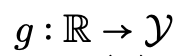 g : ℝ → 𝒴